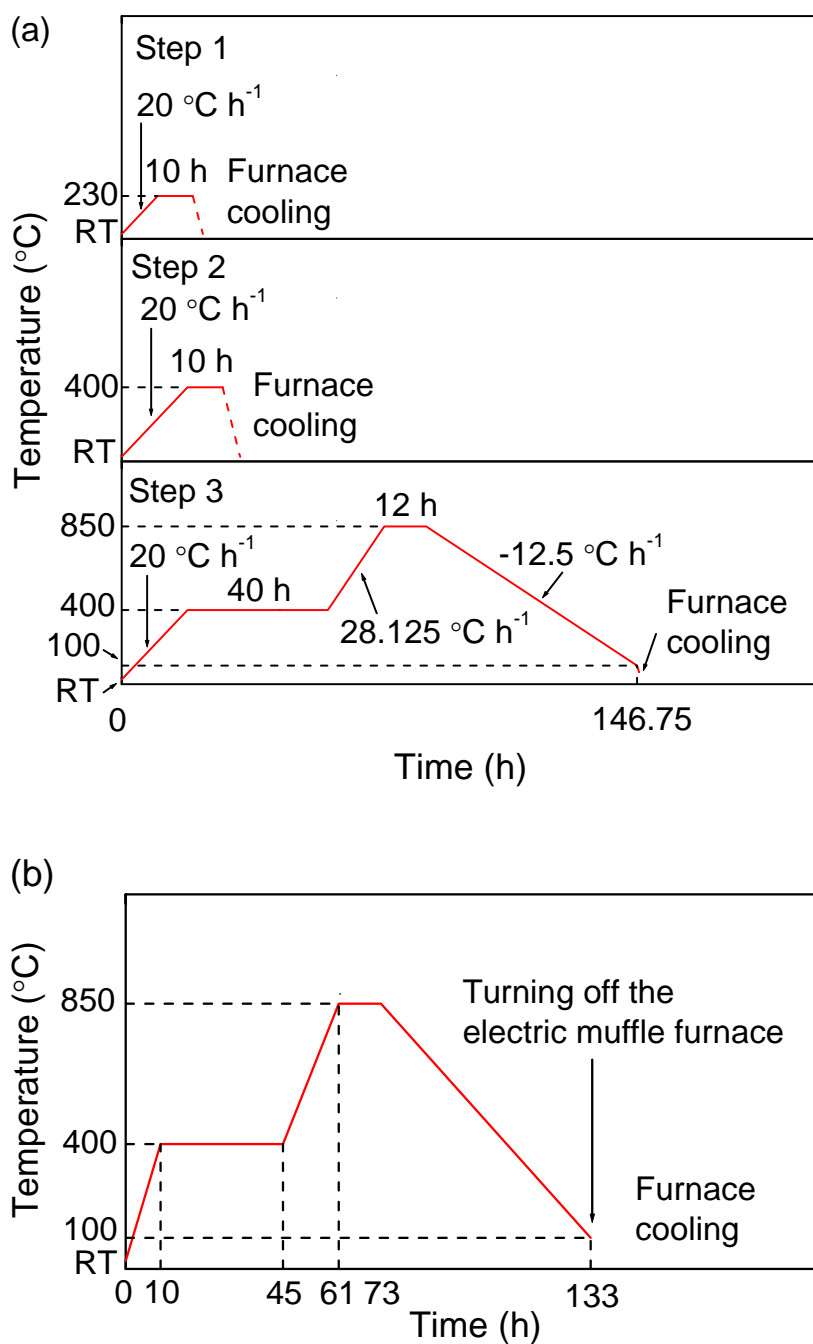 (a)
Step 1
20 °C h⁻¹
10 h
Furnace
cooling
230
RT
Step 2
20 °C h⁻¹
10 h
Furnace
cooling
400
RT
Step 3
12 h
850
20 °C h⁻¹
-12.5 °C h⁻¹
40 h
400
28.125 °C h⁻¹
Furnace
cooling
100
RT
0
146.75
Temperature (°C)
Time (h)
(b)
850
Turning off the
electric muffle furnace
400
Furnace
cooling
100
RT
0 10 45 61 73 133
Temperature (°C)
Time (h)